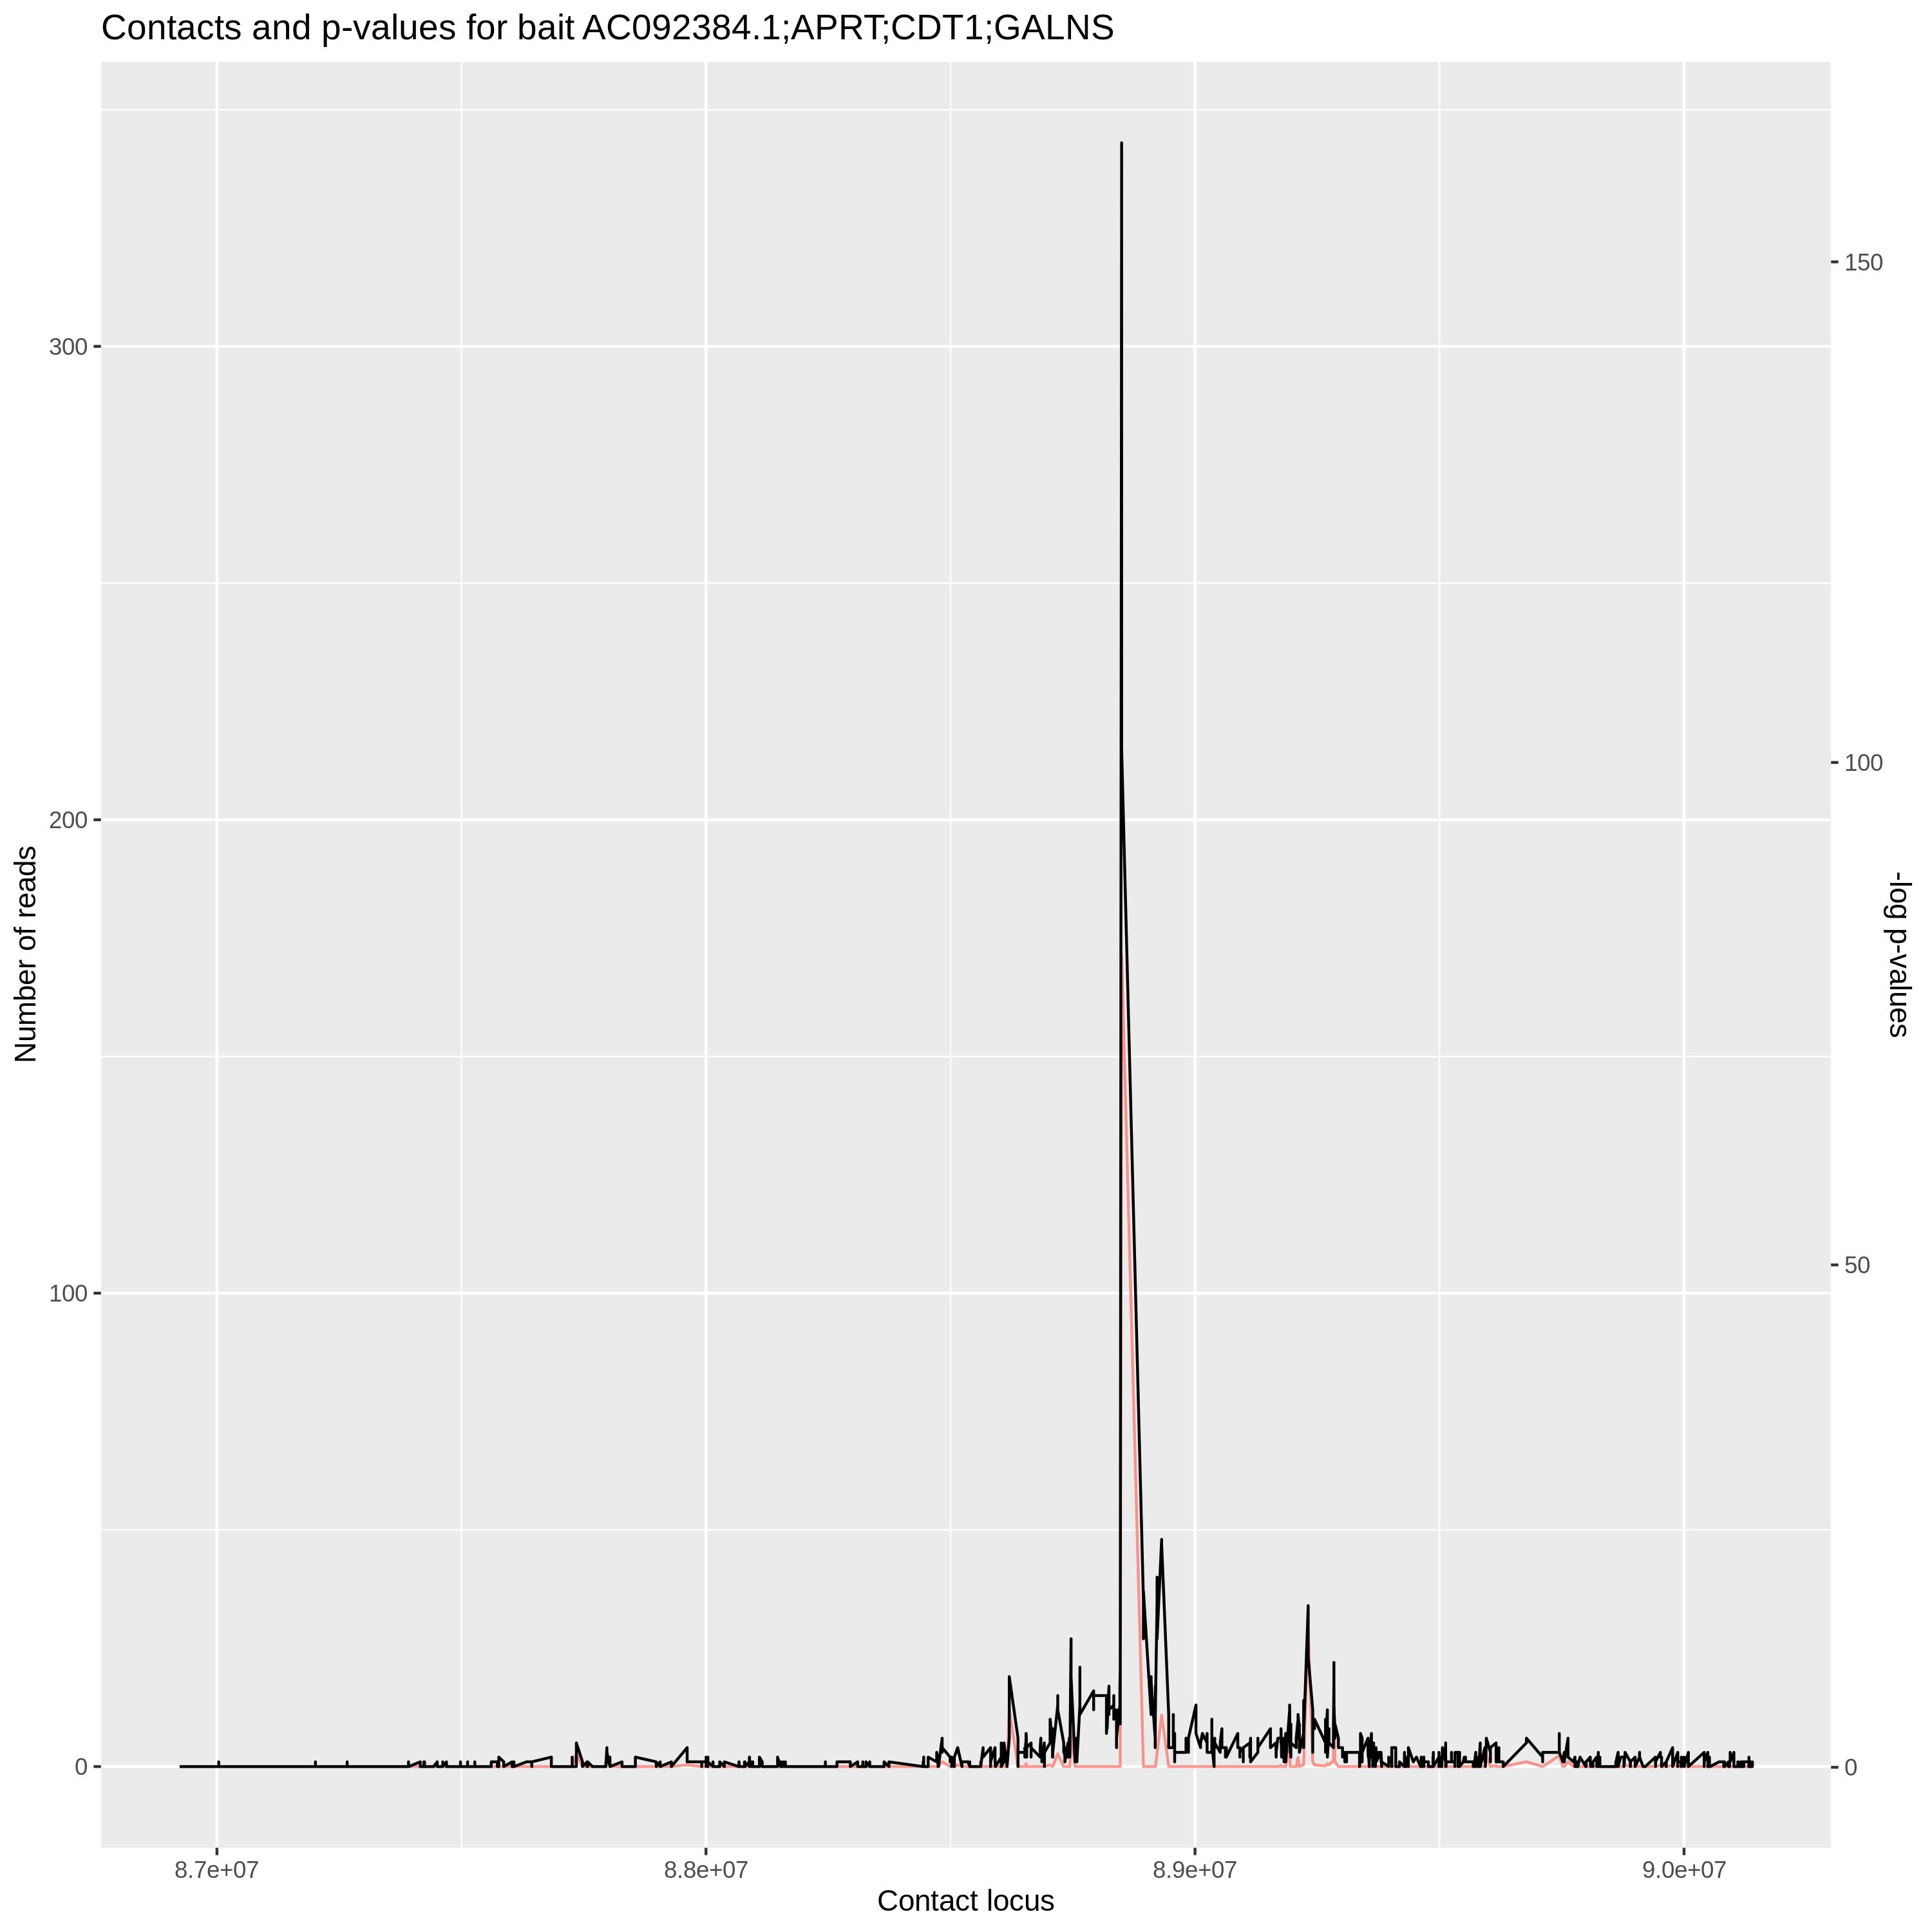 Contacts and p-values for bait AC092384.1;APRT;CDT1;GALNS
Number of reads
300
200
100
0
150
100
50
0
-log p-values
8.7e+07
8.8e+07
8.9e+07
9.0e+07
Contact locus